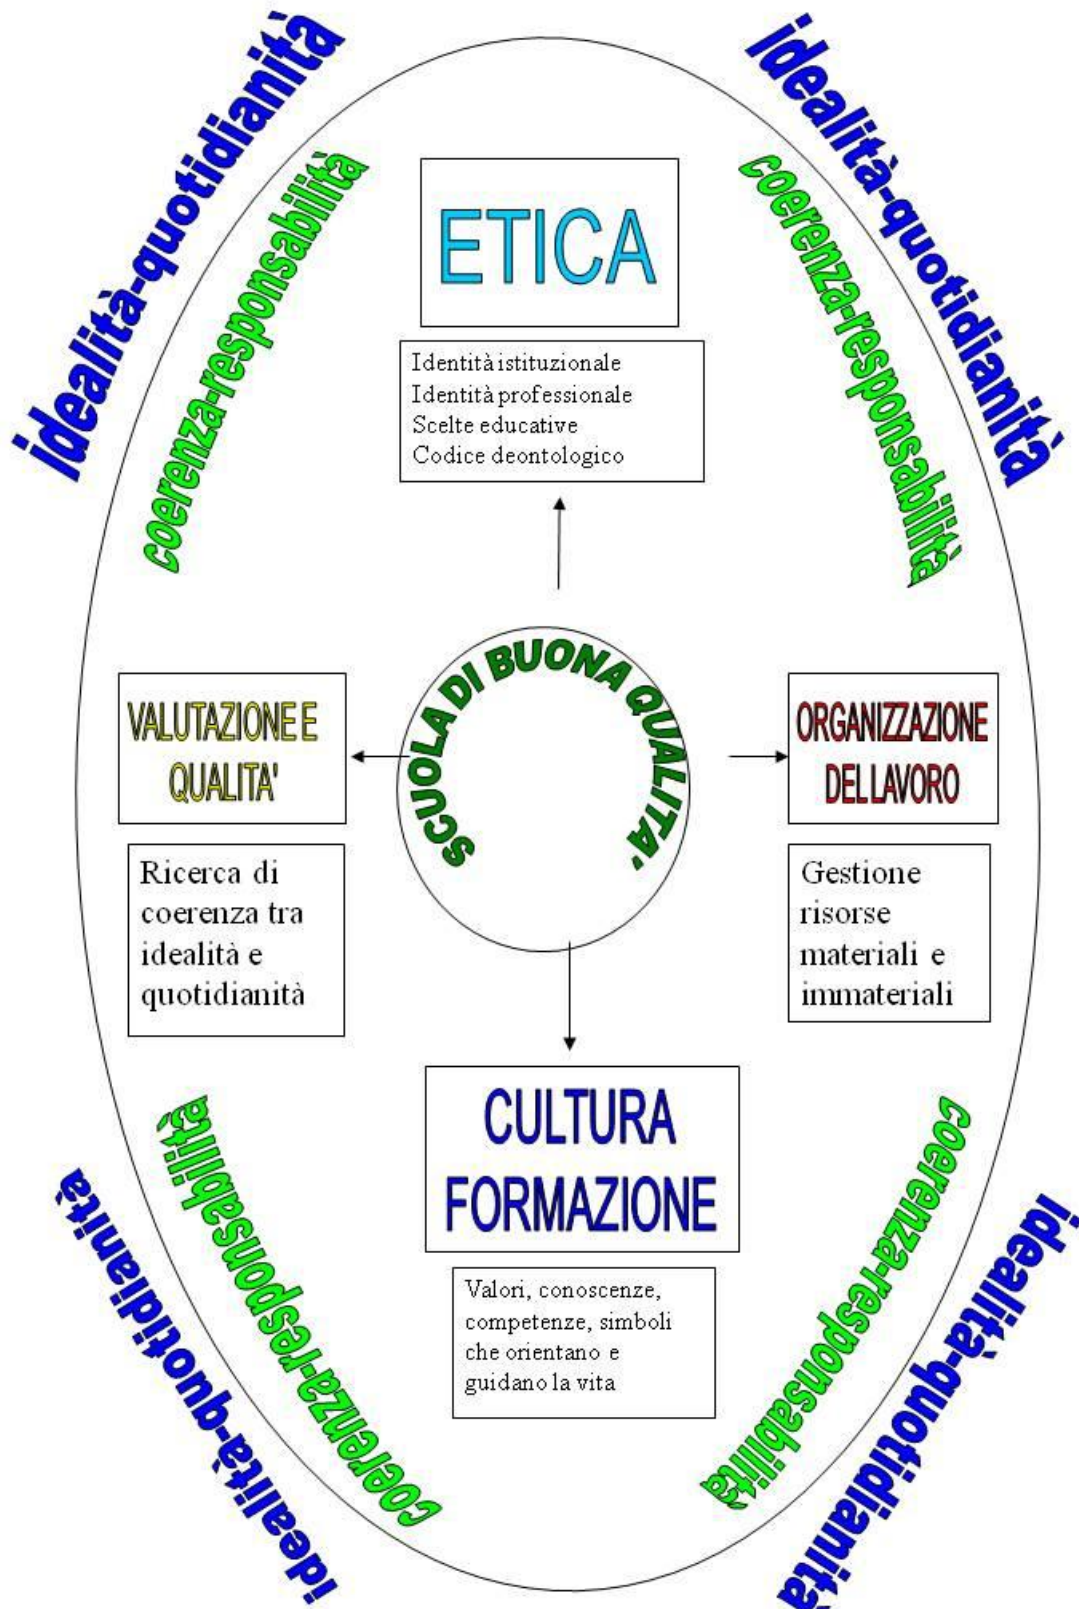 idealità-quotidianità
idealità-quotidianità
coerenza-responsabilità
coerenza-responsabilità
ETICA
Identità istituzionale
Identità professionale
Scelte educative
Codice deontologico
SCUOLA DI BUONA QUALITA'
VALUTAZIONE E
QUALITA'
Ricerca di
coerenza tra
idealità e
quotidianità
ORGANIZZAZIONE
DEL LAVORO
Gestione
risorse
materiali e
immateriali
CULTURA
FORMAZIONE
Valori, conoscenze,
competenze, simboli
che orientano e
guidano la vita
coerenza-responsabilità
coerenza-responsabilità
idealità-quotidianità
idealità-quotidianità